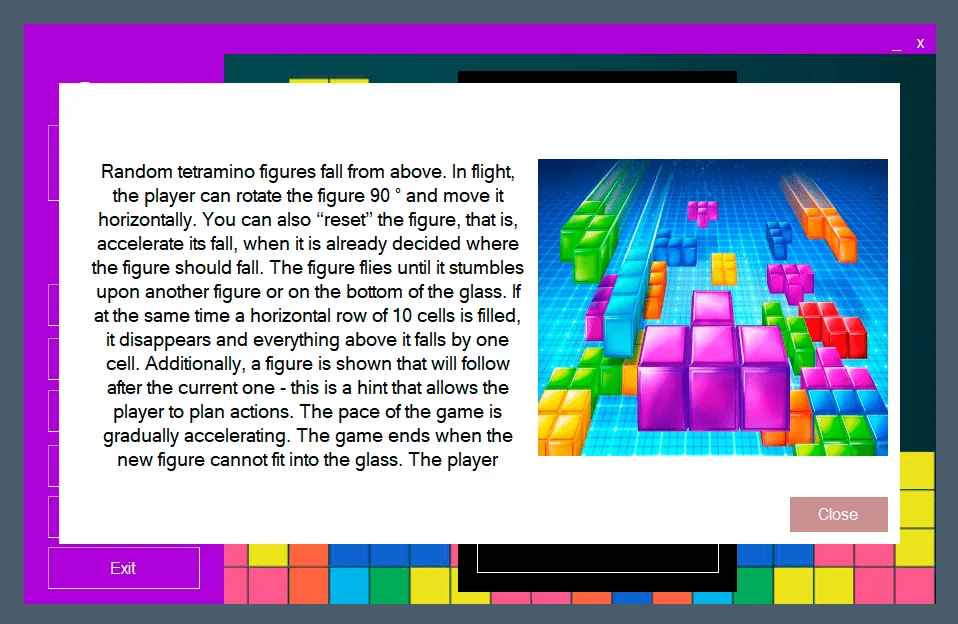 _ x
Random tetramino figures fall from above. In flight,
the player can rotate the figure 90 ° and move it
horizontally. You can also “reset” the figure, that is,
accelerate its fall, when it is already decided where
the figure should fall. The figure flies until it stumbles
upon another figure or on the bottom of the glass. If
at the same time a horizontal row of 10 cells is filled,
it disappears and everything above it falls by one
cell. Additionally, a figure is shown that will follow
after the current one - this is a hint that allows the
player to plan actions. The pace of the game is
gradually accelerating. The game ends when the
new figure cannot fit into the glass. The player
Close
Exit